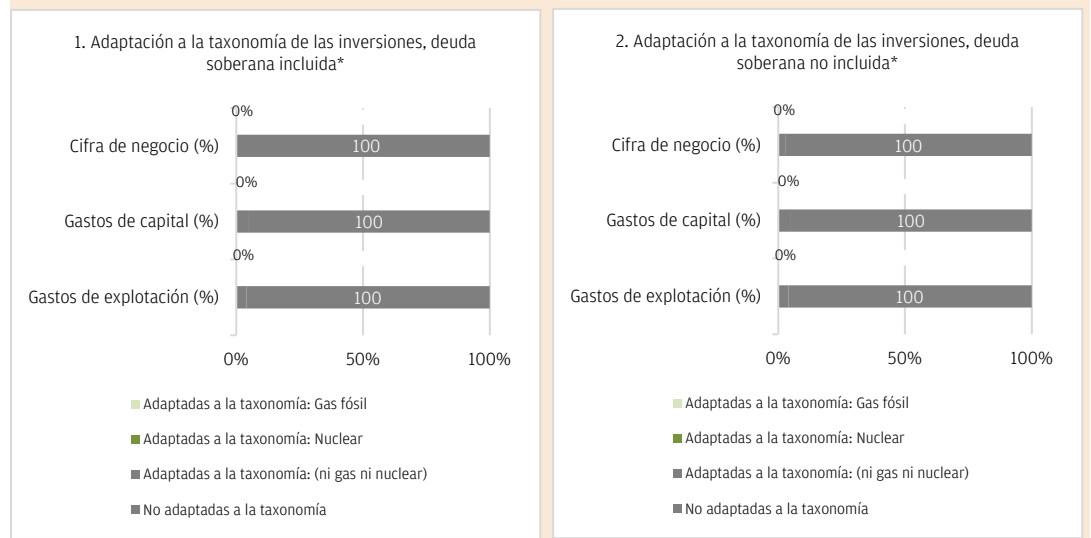 1. Adaptación a la taxonomía de las inversiones, deuda
soberana incluida*
0%
Cifra de negocio (%)
100
0%
Gastos de capital (%)
100
0%
Gastos de explotación (%)
100
0%
50%
100%
Adaptadas a la taxonomía: Gas fósil
Adaptadas a la taxonomía: Nuclear
Adaptadas a la taxonomía: (ni gas ni nuclear)
No adaptadas a la taxonomía
2. Adaptación a la taxonomía de las inversiones, deuda
soberana no incluida*
0%
Cifra de negocio (%)
100
0%
Gastos de capital (%)
100
0%
Gastos de explotación (%)
100
0%
50%
100%
Adaptadas a la taxonomía: Gas fósil
Adaptadas a la taxonomía: Nuclear
Adaptadas a la taxonomía: (ni gas ni nuclear)
No adaptadas a la taxonomía